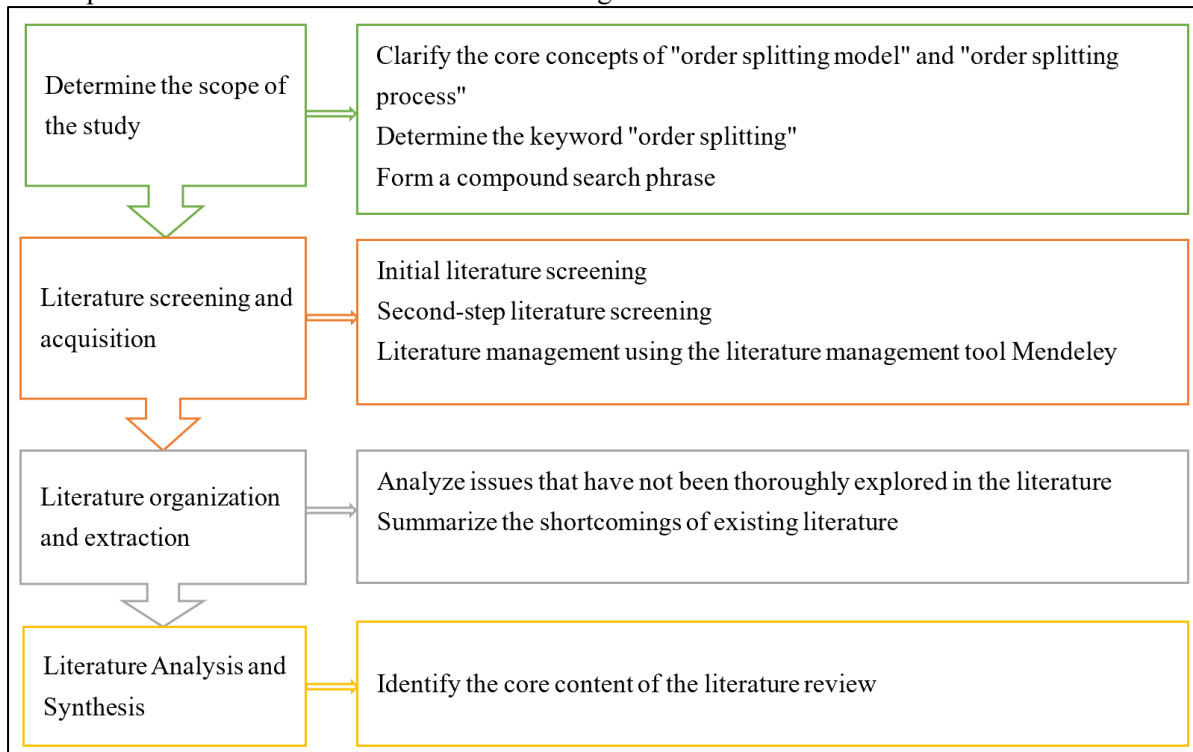 Determine the scope of
the study
Clarify the core concepts of "order splitting model" and "order splitting
process"
Determine the keyword "order splitting"
Form a compound search phrase
Literature screening and
acquisition
Initial literature screening
Second-step literature screening
Literature management using the literature management tool Mendeley
Literature organization
and extraction
Analyze issues that have not been thoroughly explored in the literature
Summarize the shortcomings of existing literature
Literature Analysis and
Synthesis
Identify the core content of the literature review